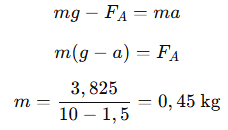 mg − F_A = ma
m(g − a) = F_A
m = 3,825 / (10 − 1,5) = 0,45 kg